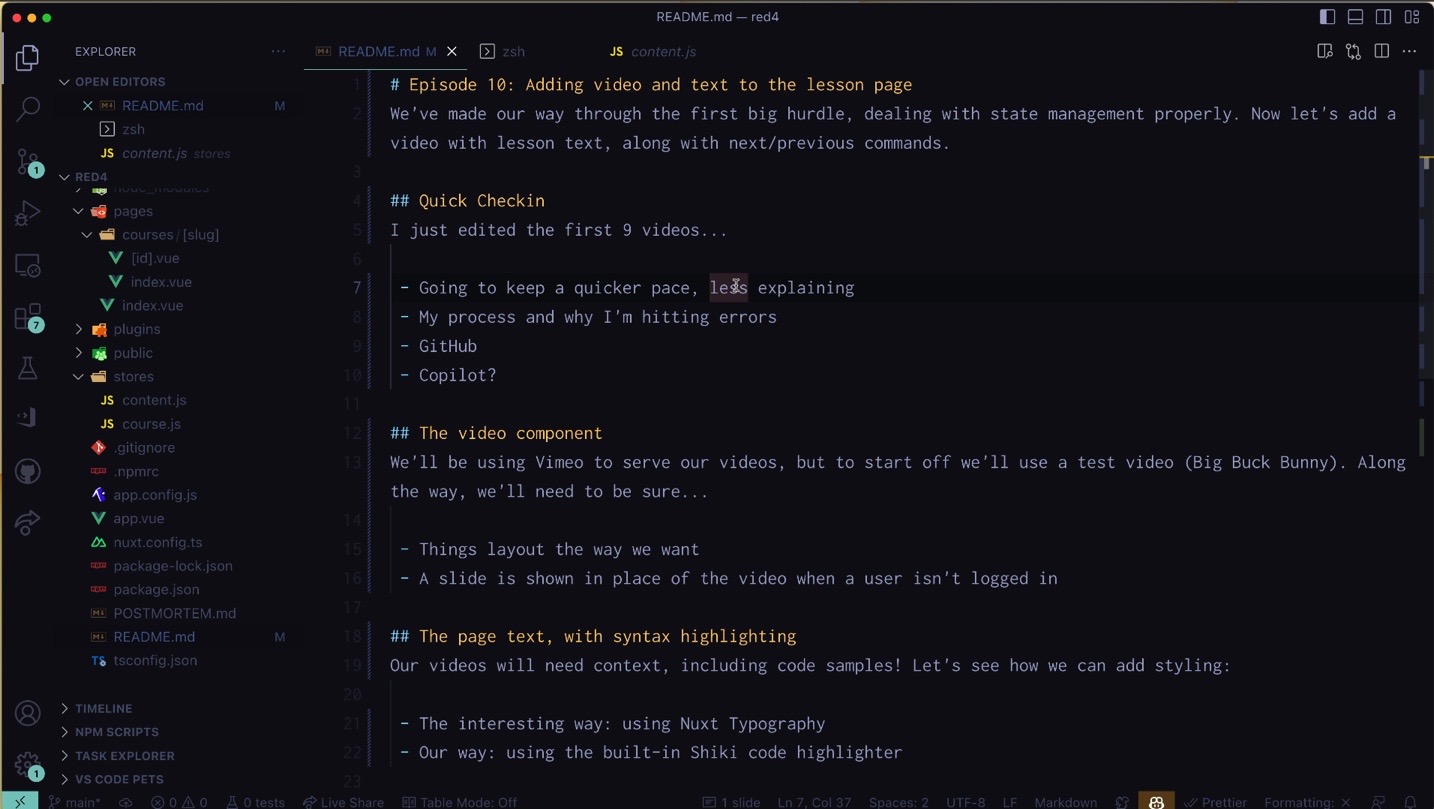 README.md — red4
EXPLORER
README.md M
zsh
JS content.js
OPEN EDITORS
README.md M
zsh
JS content.js stores
RED4
node_modules
pages
courses / [slug]
[id].vue
index.vue
index.vue
plugins
public
stores
JS content.js
JS course.js
.gitignore
.npmrc
app.config.js
app.vue
nuxt.config.ts
package-lock.json
package.json
POSTMORTEM.md
README.md M
TS tsconfig.json
TIMELINE
NPM SCRIPTS
TASK EXPLORER
VS CODE PETS
1
7
1
1 # Episode 10: Adding video and text to the lesson page
2 We've made our way through the first big hurdle, dealing with state management properly. Now let's add a
video with lesson text, along with next/previous commands.
3
4 ## Quick Checkin
5 I just edited the first 9 videos...
6
7 - Going to keep a quicker pace, less explaining
8 - My process and why I'm hitting errors
9 - GitHub
10 - Copilot?
11
12 ## The video component
13 We'll be using Vimeo to serve our videos, but to start off we'll use a test video (Big Buck Bunny). Along
the way, we'll need to be sure...
14
15 - Things layout the way we want
16 - A slide is shown in place of the video when a user isn't logged in
17
18 ## The page text, with syntax highlighting
19 Our videos will need context, including code samples! Let's see how we can add styling:
20
21 - The interesting way: using Nuxt Typography
22 - Our way: using the built-in Shiki code highlighter
23
main* 0 0 0 tests Live Share Table Mode: Off 1 slide Ln 7, Col 37 Spaces: 2 UTF-8 LF Markdown Prettier Formatting: ×